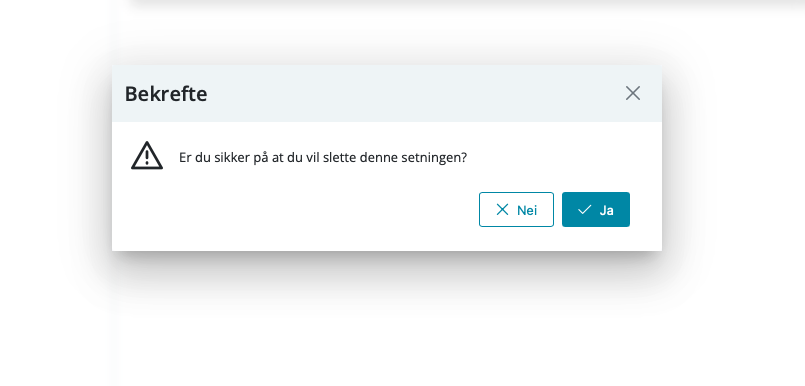 Bekrefte
Er du sikker på at du vil slette denne setningen?
Nei
Ja